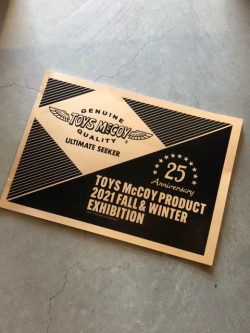 GENUINE
TOYS McCOY
®
QUALITY
ULTIMATE SEEKER
25
Anniversary
TOYS McCOY PRODUCT
2021 FALL & WINTER
EXHIBITION